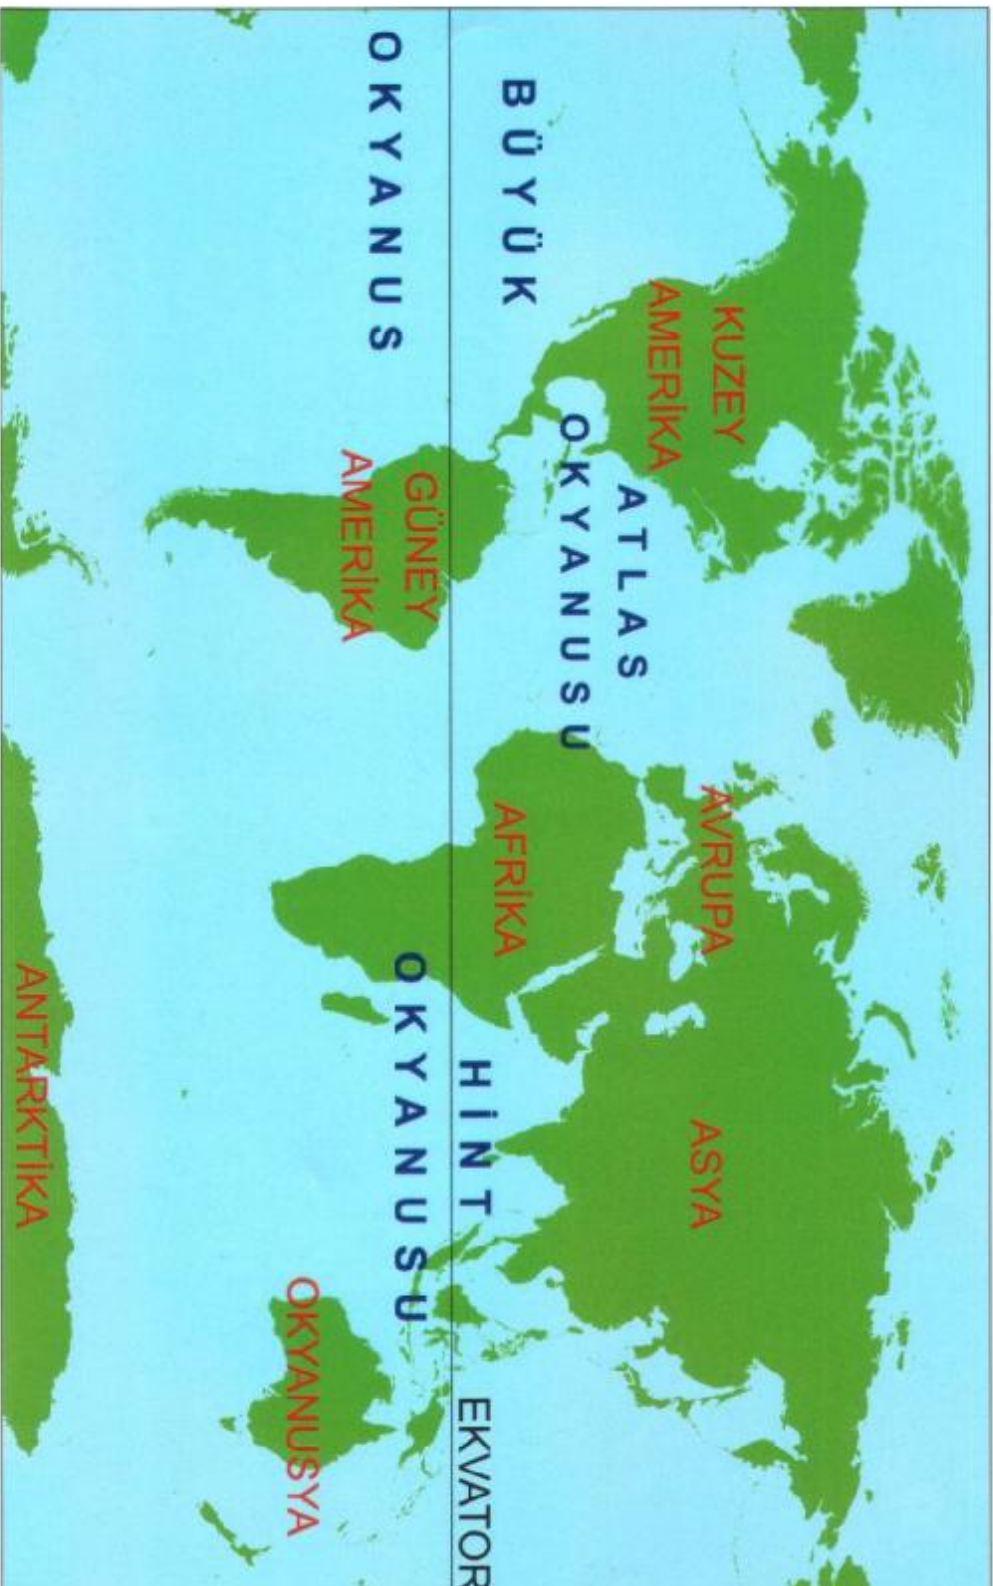 KUZEY
AMERİKA
AVRUPA
ASYA
ATLAS
OKYANUSU
BÜYÜK
OKYANUS
AFRİKA
HİNT
OKYANUSU
EKVATOR
GÜNEY
AMERİKA
OKYANUSYA
ANTARKTİKA